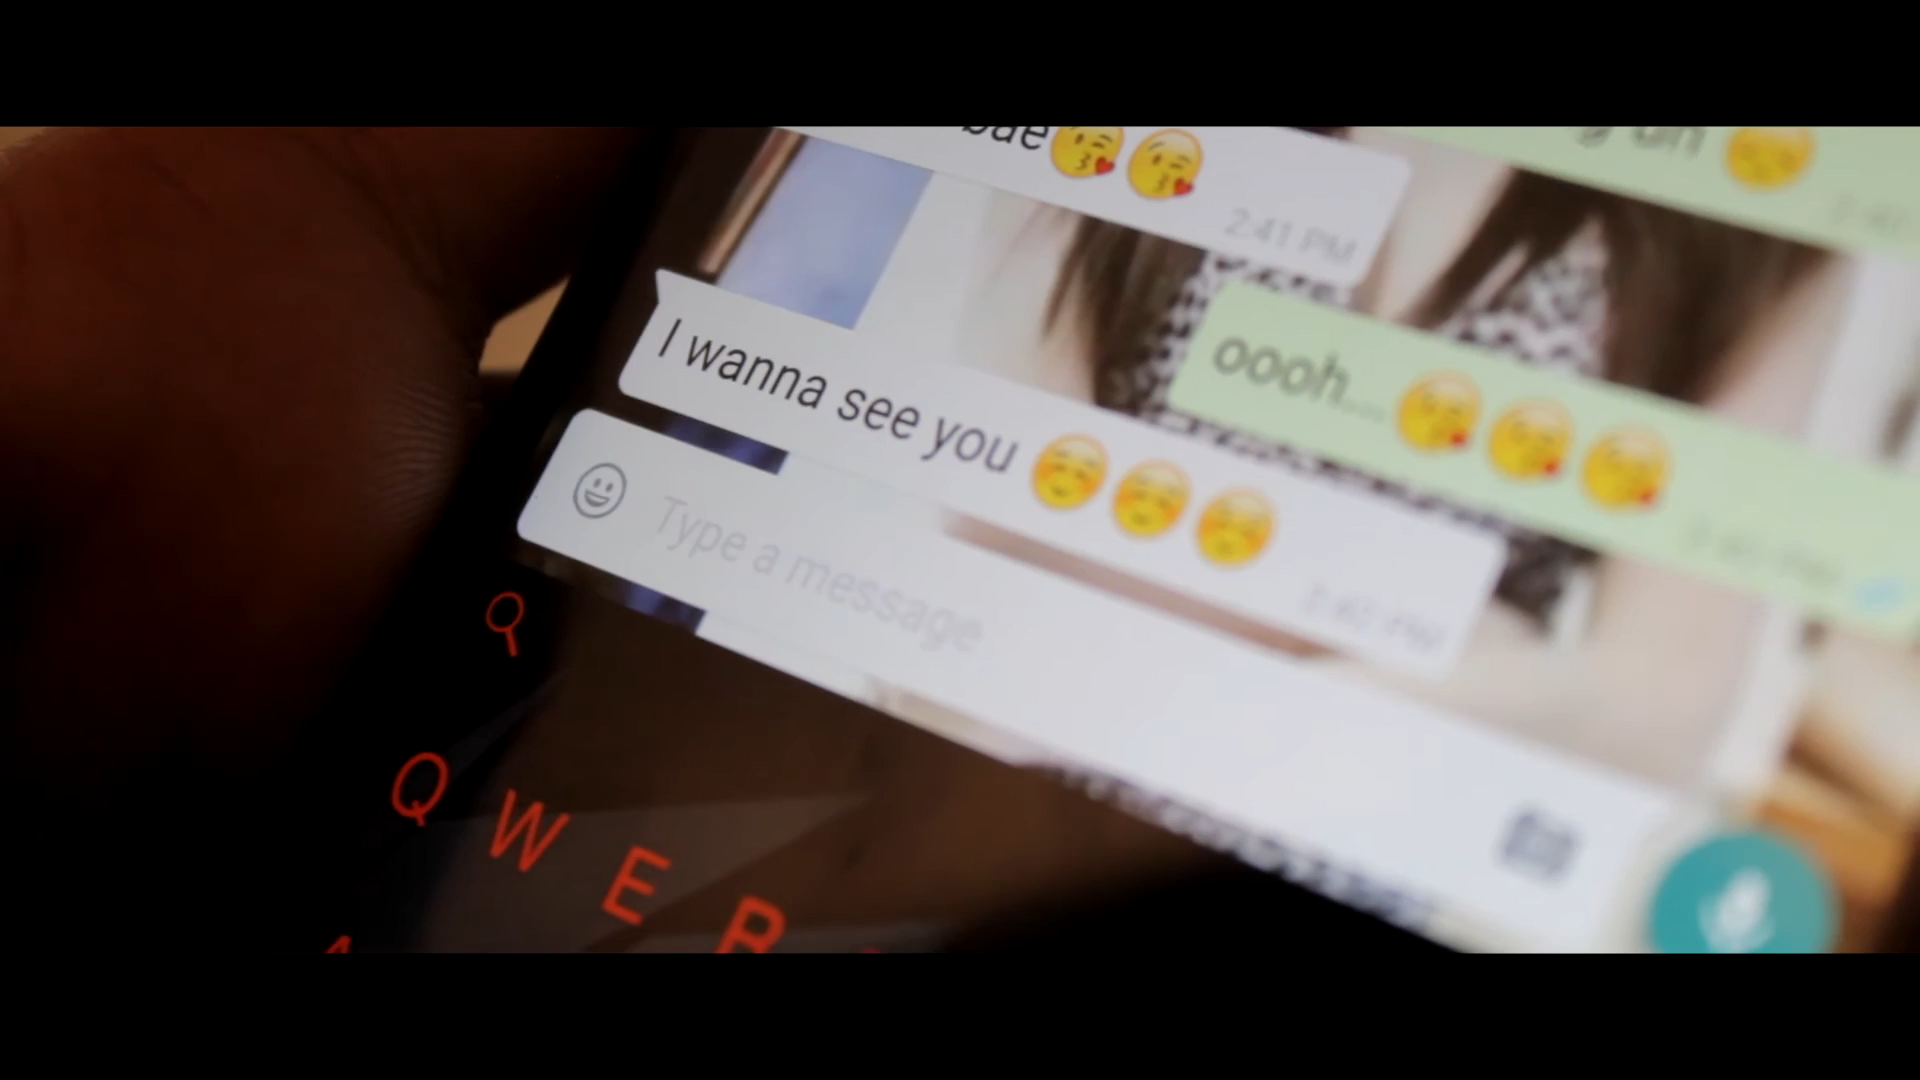 bae
2:41 PM
oooh...
I wanna see you
Type a message
Q
Q W E R